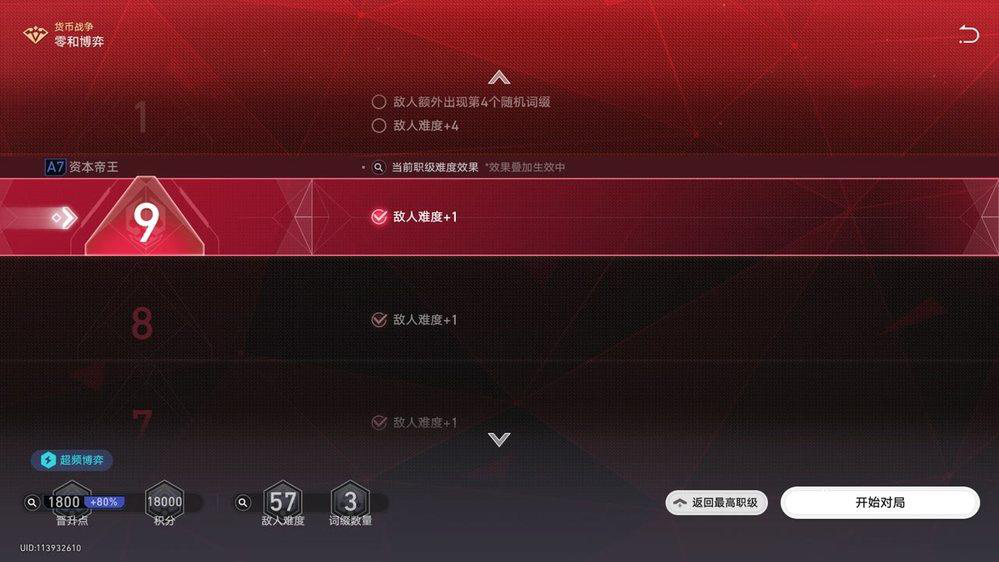 货币战争
零和博弈
1
敌人额外出现第4个随机词缀
敌人难度+4
A7 资本帝王
当前职级难度效果 *效果叠加生效中
9
敌人难度+1
8
敌人难度+1
7
敌人难度+1
超频博弈
1800 +80%
晋升点
18000
积分
57
敌人难度
3
词缀数量
返回最高职级
开始对局
UID:113932610